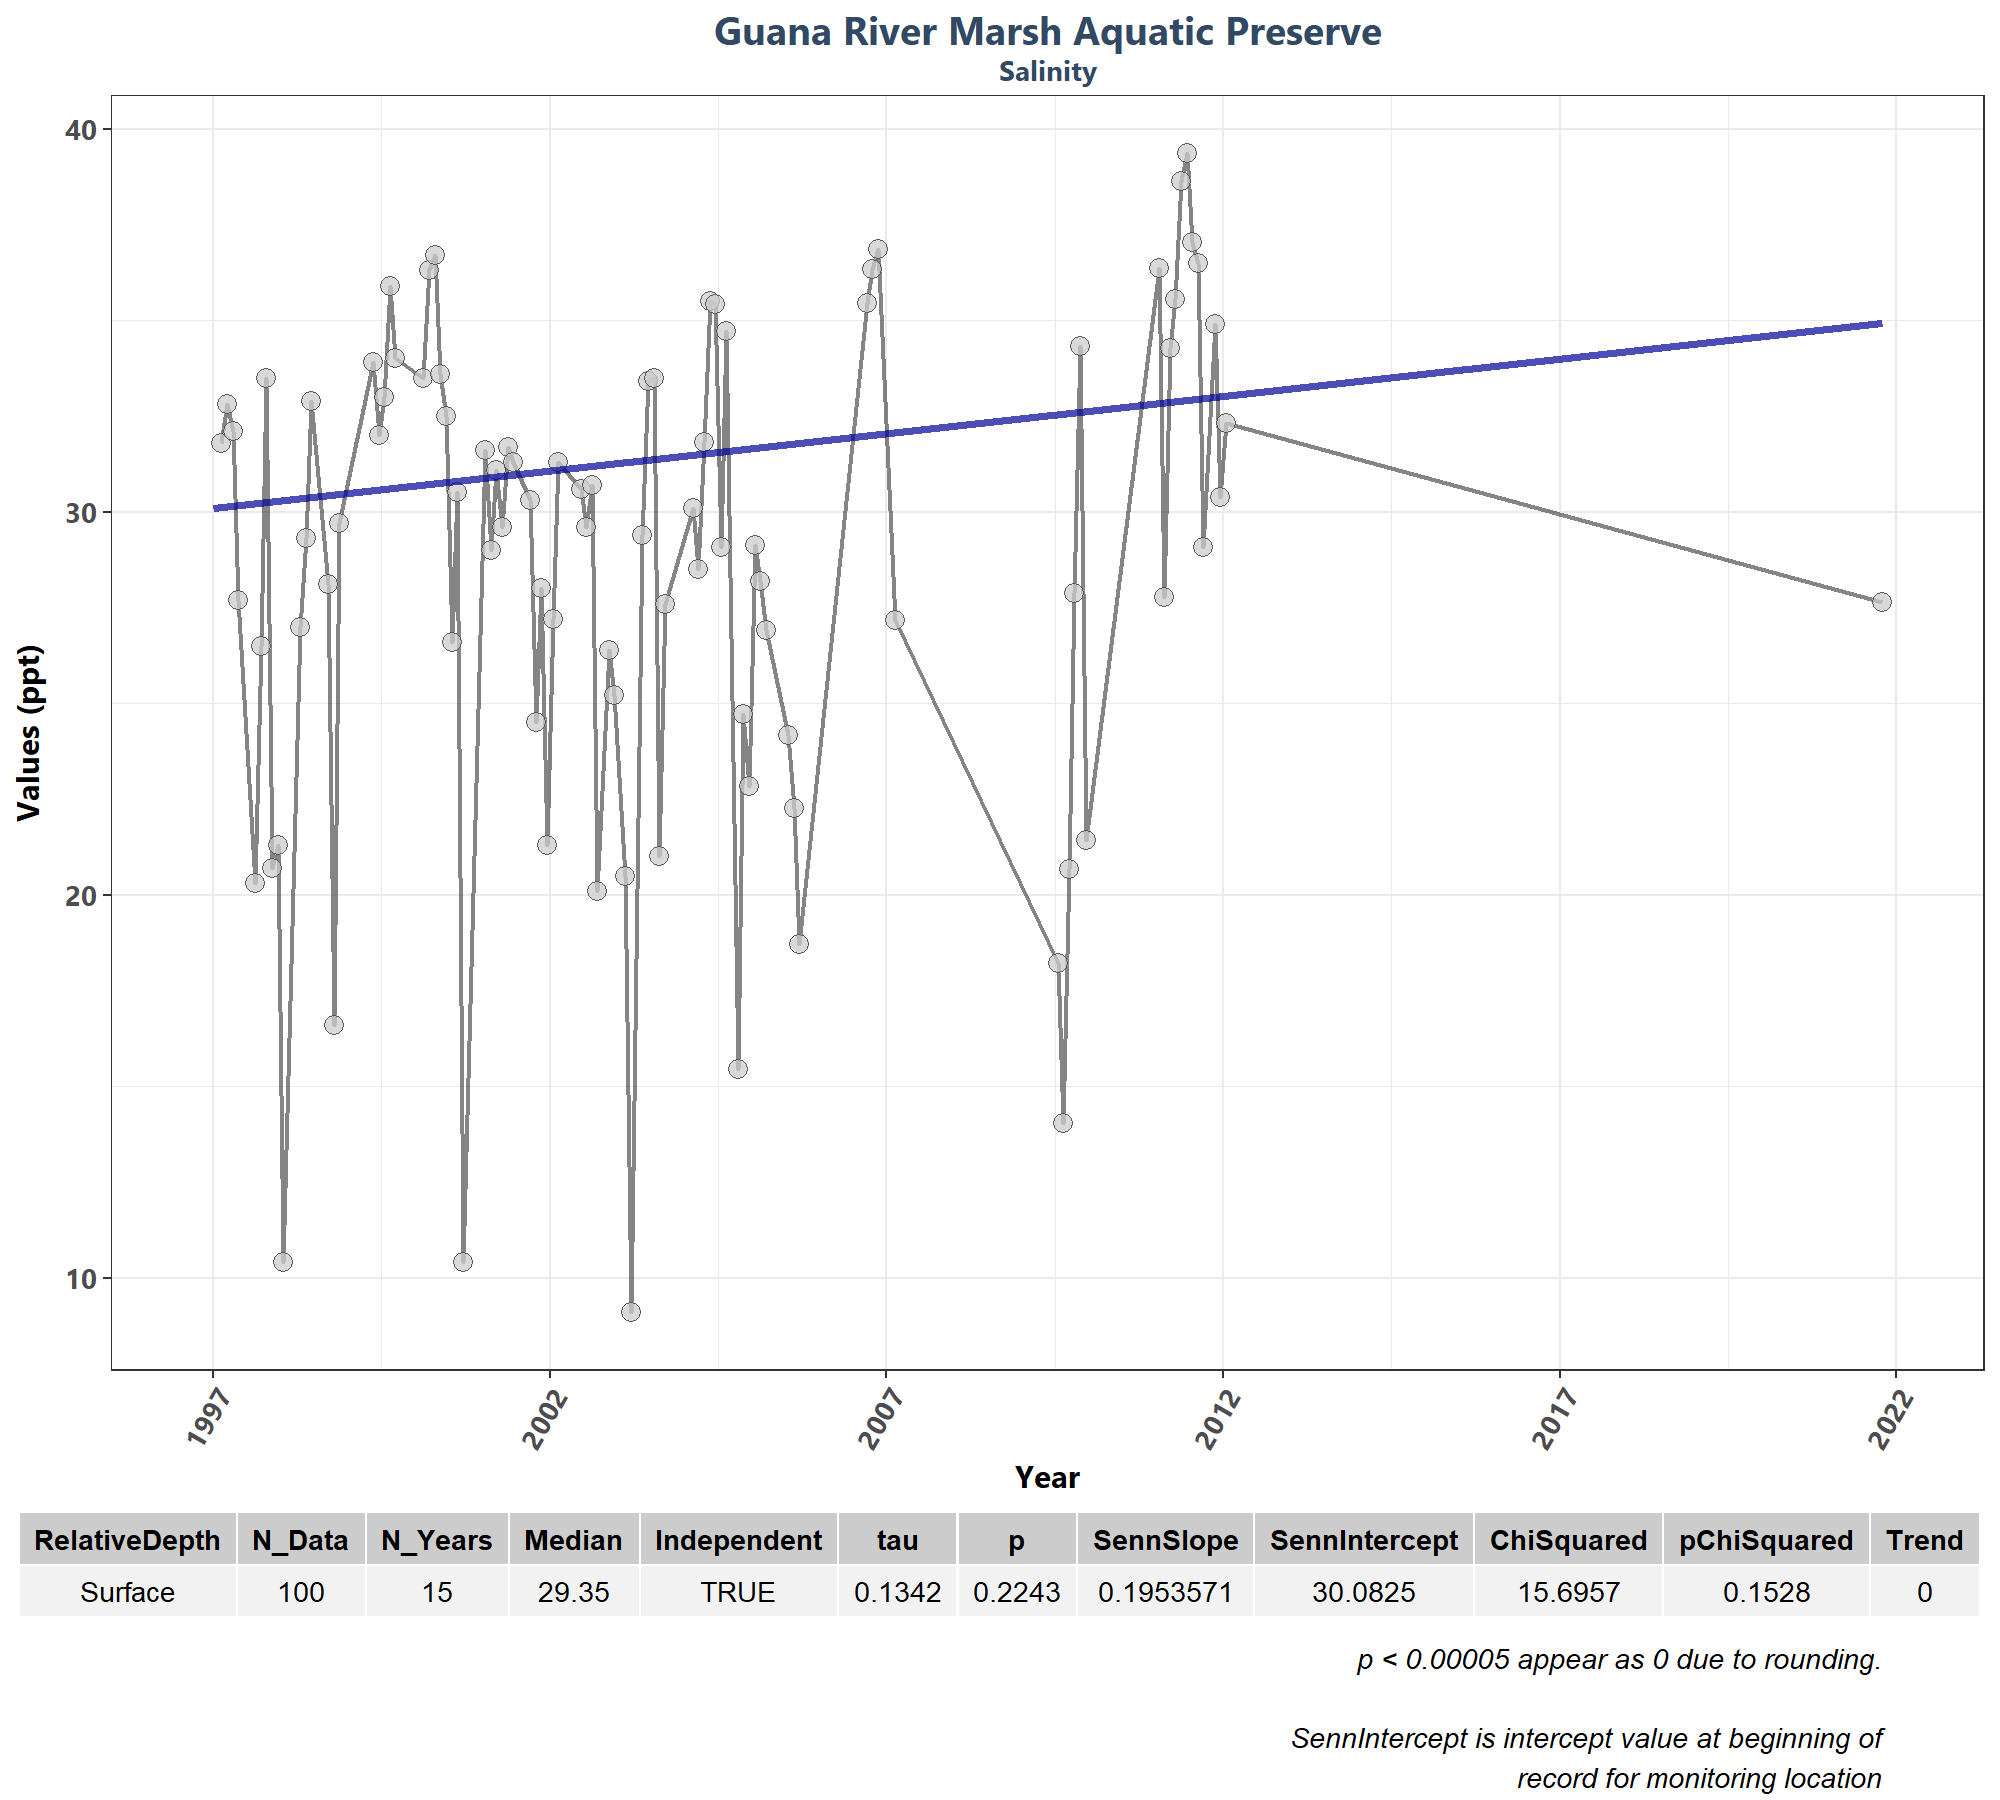 Guana River Marsh Aquatic Preserve
Salinity
40
30
20
10
Values (ppt)
1997
2002
2007
2012
2017
2022
Year
RelativeDepth N_Data N_Years Median Independent tau p SennSlope SennIntercept ChiSquared pChiSquared Trend
Surface 100 15 29.35 TRUE 0.1342 0.2243 0.1953571 30.0825 15.6957 0.1528 0
p < 0.00005 appear as 0 due to rounding.
SennIntercept is intercept value at beginning of
record for monitoring location